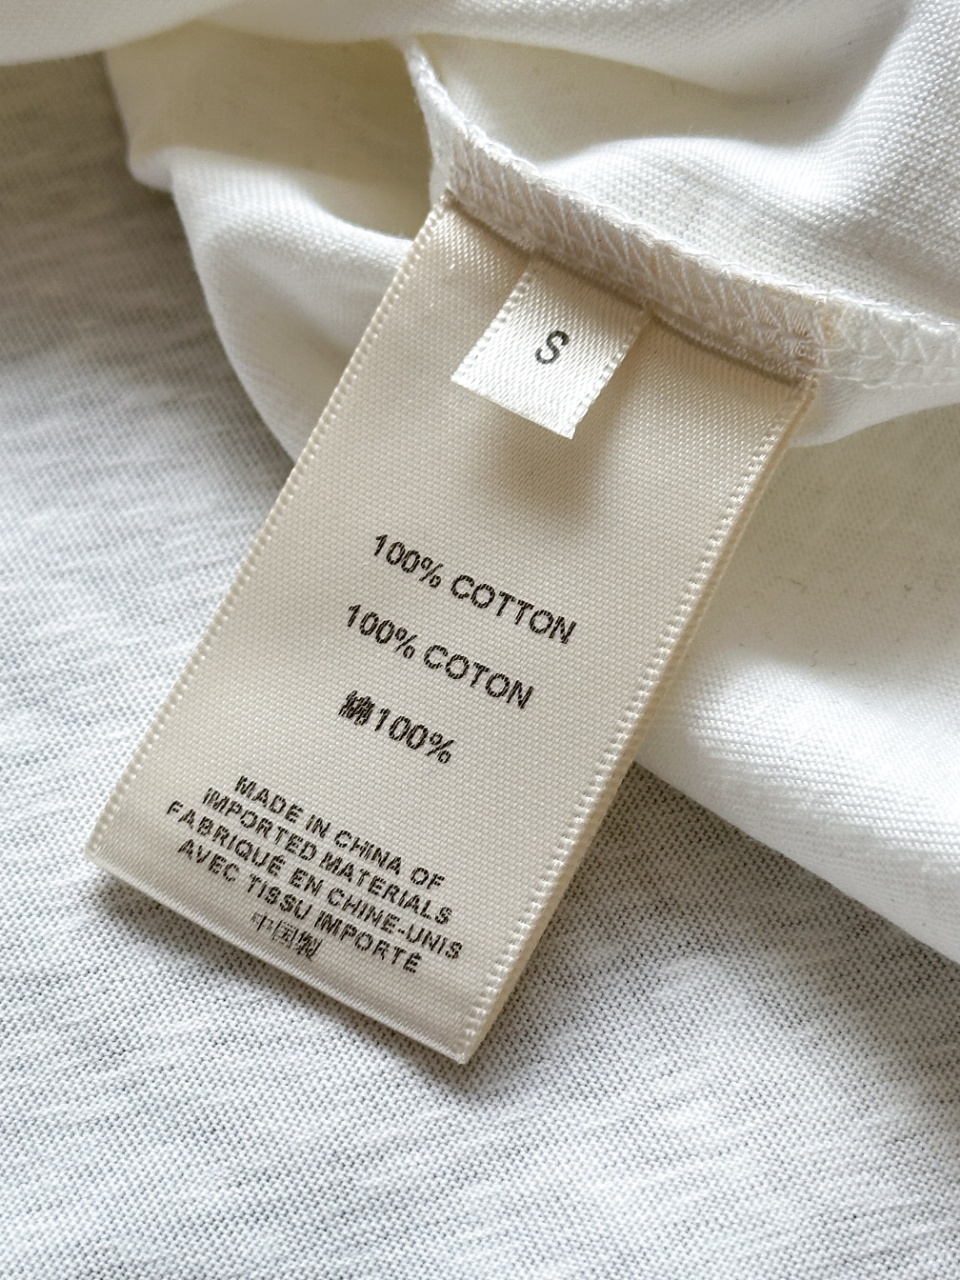 S
100% COTTON
100% COTON
綿100%
MADE IN CHINA OF
IMPORTED MATERIALS
FABRIQUÉ EN CHINE-UNIS
AVEC TISSU IMPORTÉ
中国製